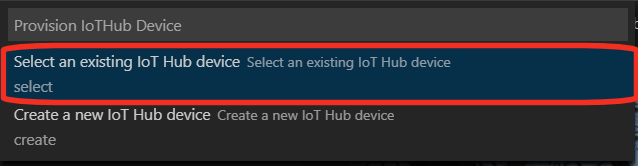 Provision IoTHub Device
Select an existing IoT Hub device Select an existing IoT Hub device
select
Create a new IoT Hub device Create a new IoT Hub device
create